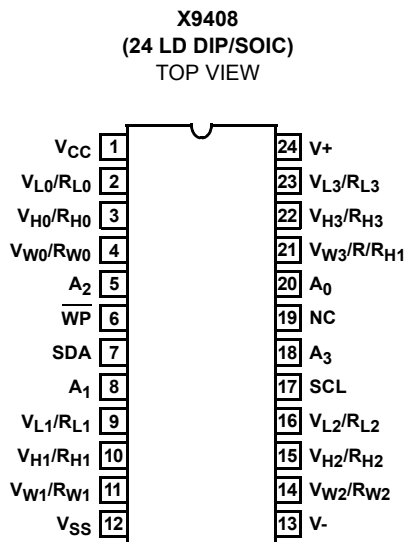 X9408
(24 LD DIP/SOIC)
TOP VIEW
VCC 1 24 V+
VL0/RL0 2 23 VL3/RL3
VH0/RH0 3 22 VH3/RH3
VW0/RW0 4 21 VW3/R/RH1
A2 5 20 A0
WP 6 19 NC
SDA 7 18 A3
A1 8 17 SCL
VL1/RL1 9 16 VL2/RL2
VH1/RH1 10 15 VH2/RH2
VW1/RW1 11 14 VW2/RW2
VSS 12 13 V-